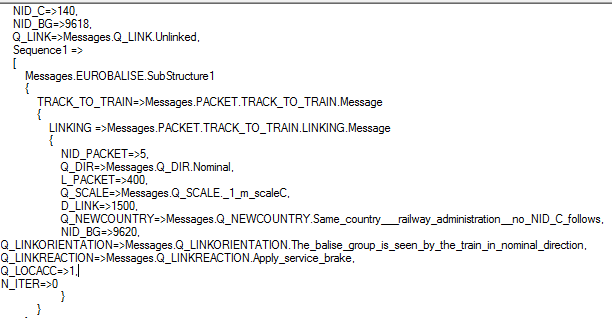 NID_C=>140,
NID_BG=>9618,
Q_LINK=>Messages.Q_LINK.Unlinked,
Sequence1 =>
[
Messages.EUROBALISE.SubStructure1
{
TRACK_TO_TRAIN=>Messages.PACKET.TRACK_TO_TRAIN.Message
{
LINKING =>Messages.PACKET.TRACK_TO_TRAIN.LINKING.Message
{
NID_PACKET=>5,
Q_DIR=>Messages.Q_DIR.Nominal,
L_PACKET=>400,
Q_SCALE=>Messages.Q_SCALE._1_m_scaleC,
D_LINK=>1500,
Q_NEWCOUNTRY=>Messages.Q_NEWCOUNTRY.Same_country___railway_administration__no_NID_C_follows,
NID_BG=>9620,
Q_LINKORIENTATION=>Messages.Q_LINKORIENTATION.The_balise_group_is_seen_by_the_train_in_nominal_direction,
Q_LINKREACTION=>Messages.Q_LINKREACTION.Apply_service_brake,
Q_LOCACC=>1,
N_ITER=>0
}
}